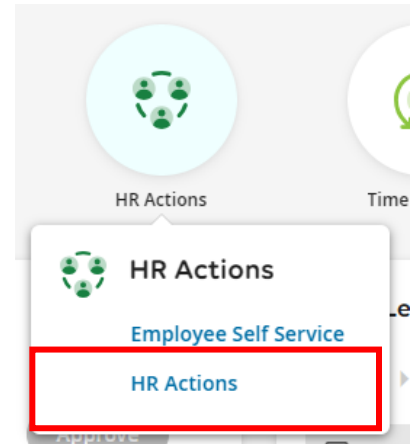 HR Actions
Time
HR Actions
Employee Self Service
HR Actions
Le
Approve